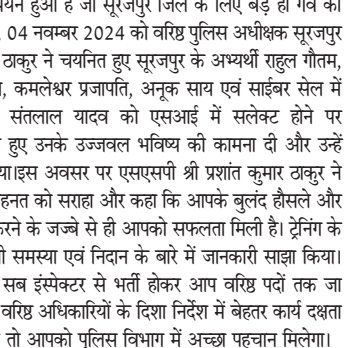 चयन हुआ है जो सूरजपुर जिले के लिए बड़े ही गर्व की
04 नवम्बर 2024 को वरिष्ठ पुलिस अधीक्षक सूरजपुर
ठाकुर ने चयनित हुए सूरजपुर के अभ्यर्थी राहुल गौतम,
कमलेश्वर प्रजापति, अनूक साय एवं साईबर सेल में
संतलाल यादव को एसआई में सलेक्ट होने पर
हुए उनके उज्जवल भविष्य की कामना दी और उन्हें
या।इस अवसर पर एसएसपी श्री प्रशांत कुमार ठाकुर ने
हनत को सराहा और कहा कि आपके बुलंद हौसले और
करने के जज्बे से ही आपको सफलता मिली है। ट्रेनिंग के
ी समस्या एवं निदान के बारे में जानकारी साझा किया।
सब इंस्पेक्टर से भर्ती होकर आप वरिष्ठ पदों तक जा
वरिष्ठ अधिकारियों के दिशा निर्देश में बेहतर कार्य दक्षता
तो आपको पुलिस विभाग में अच्छा पहचान मिलेगा।